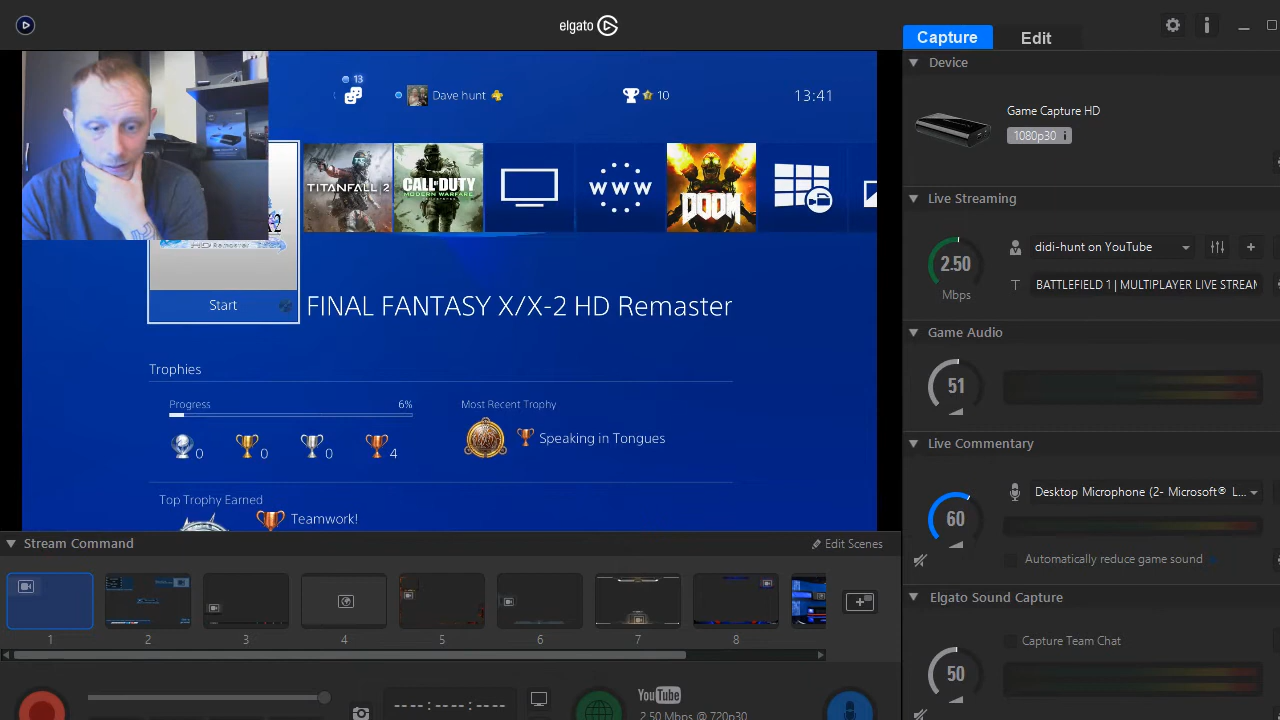 elgato
Capture
Edit
Device
Game Capture HD
1080p30 i
13
Dave hunt
10
13:41
TITANFALL 2
CALL OF DUTY
MODERN WARFARE
WWW
DOOM
HD Remaster
Start
FINAL FANTASY X/X-2 HD Remaster
Trophies
Progress
6%
0
0
0
4
Most Recent Trophy
Speaking in Tongues
Top Trophy Earned
Teamwork!
Live Streaming
2.50
Mbps
didi-hunt on YouTube
T
BATTLEFIELD 1 | MULTIPLAYER LIVE STREAM
Game Audio
51
Live Commentary
60
Desktop Microphone (2- Microsoft® L...
Automatically reduce game sound
Elgato Sound Capture
Capture Team Chat
50
Stream Command
Edit Scenes
1
2
3
4
5
6
7
8
----:----:----
YouTube
2.50 Mbps @ 720p30